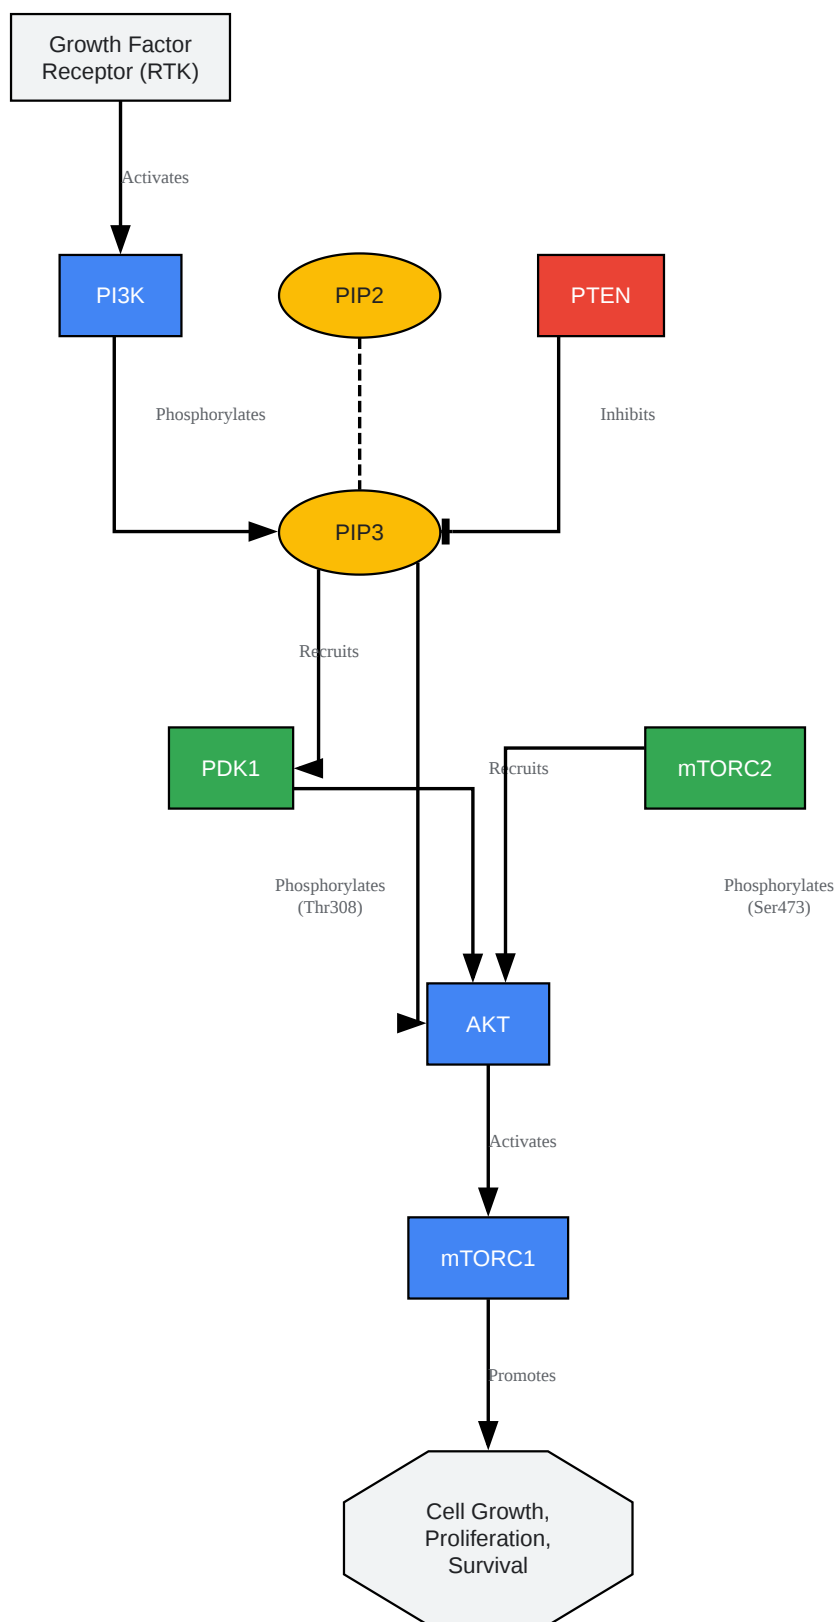 Growth Factor
Receptor (RTK)
Activates
PI3K
PIP2
PTEN
Phosphorylates
Inhibits
PIP3
Recruits
PDK1
Recruits
mTORC2
Phosphorylates
(Thr308)
Phosphorylates
(Ser473)
AKT
Activates
mTORC1
Promotes
Cell Growth,
Proliferation,
Survival